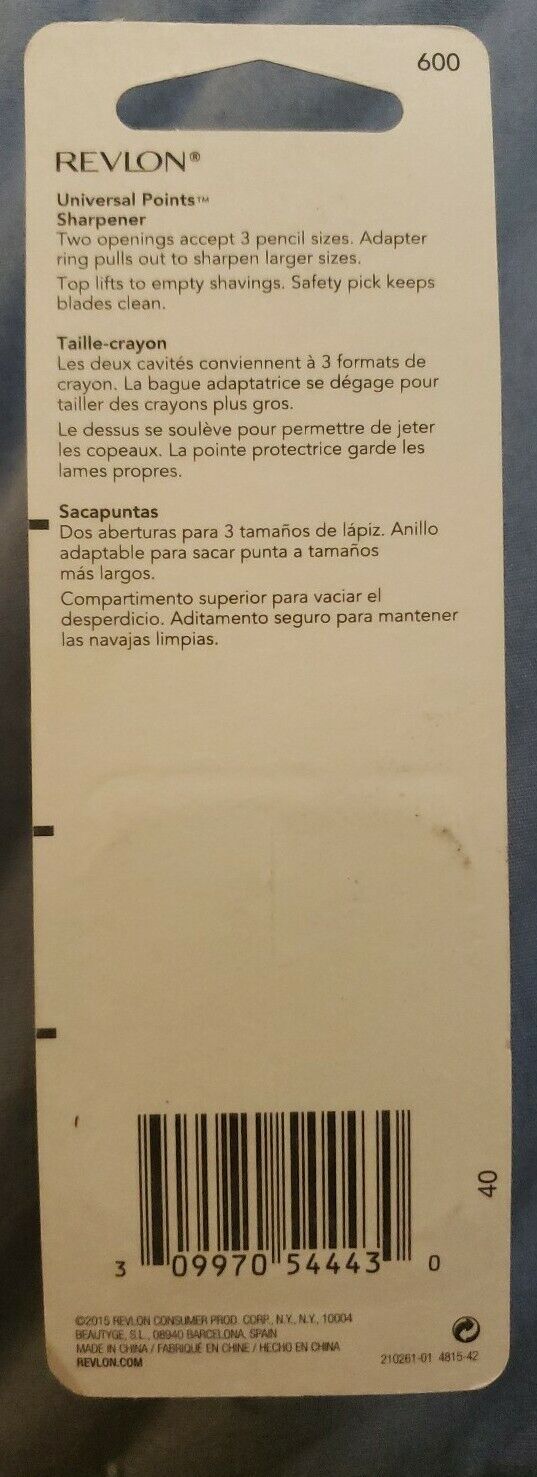 600
REVLON®
Universal Points™
Sharpener
Two openings accept 3 pencil sizes. Adapter
ring pulls out to sharpen larger sizes.
Top lifts to empty shavings. Safety pick keeps
blades clean.
Taille-crayon
Les deux cavités conviennent à 3 formats de
crayon. La bague adaptatrice se dégage pour
tailler des crayons plus gros.
Le dessus se soulève pour permettre de jeter
les copeaux. La pointe protectrice garde les
lames propres.
Sacapuntas
Dos aberturas para 3 tamaños de lápiz. Anillo
adaptable para sacar punta a tamaños
más largos.
Compartimento superior para vaciar el
desperdicio. Aditamento seguro para mantener
las navajas limpias.
40
3 09970 54443 0
©2015 REVLON CONSUMER PROD. CORP., N.Y., N.Y., 10004
BEAUTYGE, S.L., 08940 BARCELONA, SPAIN
MADE IN CHINA / FABRIQUÉ EN CHINE / HECHO EN CHINA
REVLON.COM
210261-01 4815-42